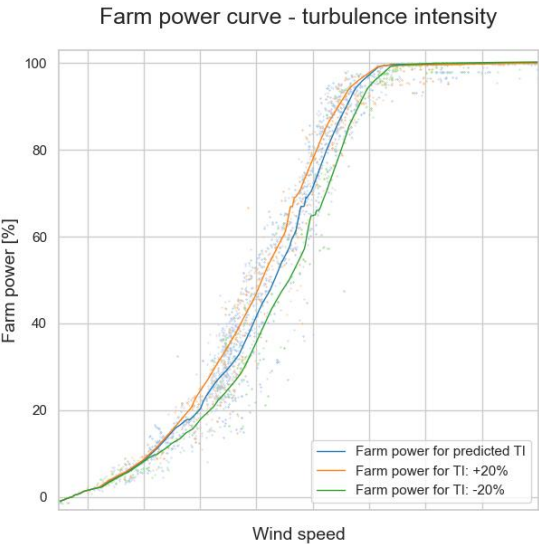 Farm power curve - turbulence intensity
100
80
60
40
20
0
Farm power [%]
Farm power for predicted TI
Farm power for TI: +20%
Farm power for TI: -20%
Wind speed